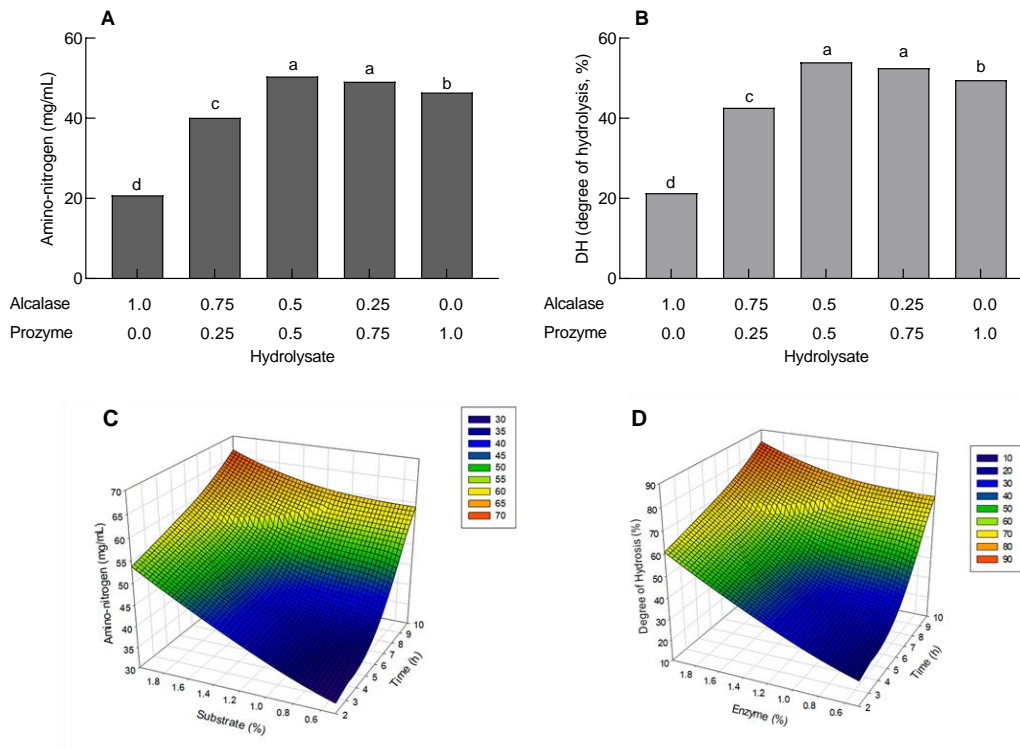 A
Amino-nitrogen (mg/mL)
60
40
20
0
d
c
a
a
b
Alcalase 1.0 0.75 0.5 0.25 0.0
Prozyme 0.0 0.25 0.5 0.75 1.0
Hydrolysate
B
DH (degree of hydrolysis, %)
60
40
20
0
d
c
a
a
b
Alcalase 1.0 0.75 0.5 0.25 0.0
Prozyme 0.0 0.25 0.5 0.75 1.0
Hydrolysate
C
Amino-nitrogen (mg/mL)
70
65
60
55
50
45
40
35
30
1.8 1.6 1.4 1.2 1.0 0.8 0.6
Substrate (%)
2 3 4 5 6 7 8 9 10
Time (h)
30
35
40
45
50
55
60
65
70
D
Degree of Hydrosis (%)
90
80
70
60
50
40
30
20
10
1.8 1.6 1.4 1.2 1.0 0.8 0.6
Enzyme (%)
2 3 4 5 6 7 8 9 10
Time (h)
10
20
30
40
50
60
70
80
90